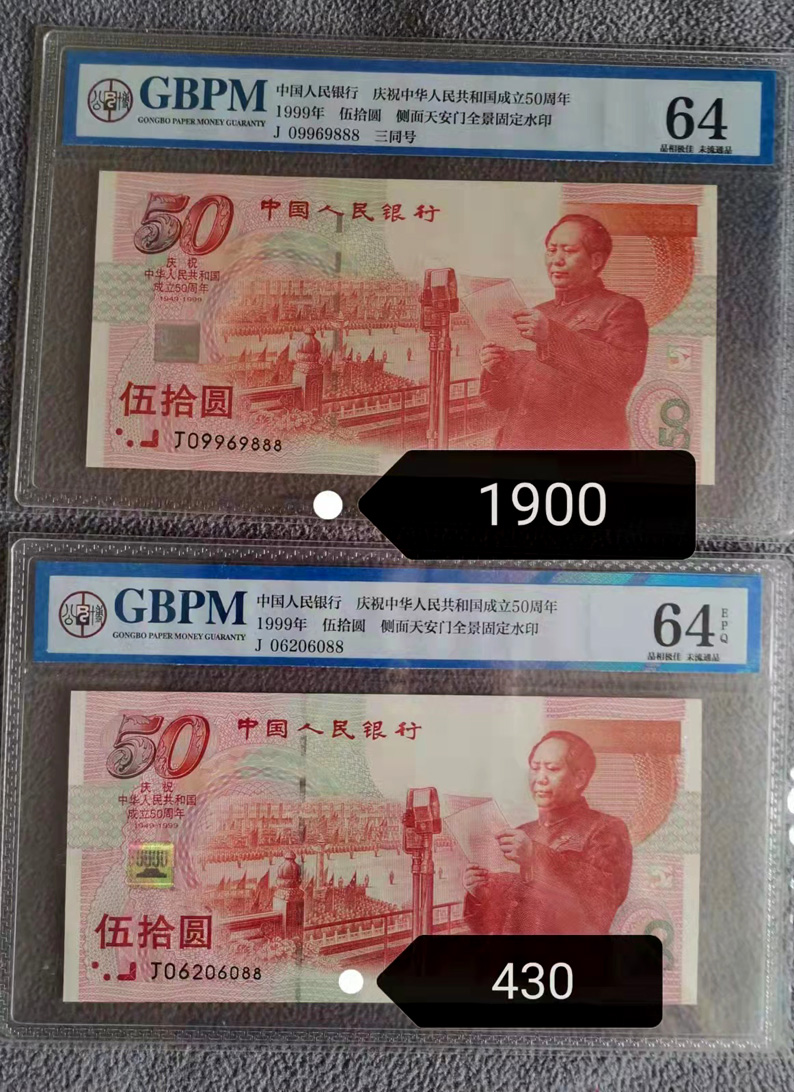 GBPM
GONGBO PAPER MONEY GUARANTY
中国人民银行 庆祝中华人民共和国成立50周年
1999年 伍拾圆 侧面天安门全景固定水印
J 09969888 三同号
64
品相极佳 未流通品
50
中国人民银行
庆祝
中华人民共和国
成立50周年
1949-1999
伍拾圆
J09969888
50
1900
GBPM
GONGBO PAPER MONEY GUARANTY
中国人民银行 庆祝中华人民共和国成立50周年
1999年 伍拾圆 侧面天安门全景固定水印
J 06206088
64
EPQ
品相极佳 未流通品
50
中国人民银行
庆祝
中华人民共和国
成立50周年
1949-1999
伍拾圆
J06206088
430